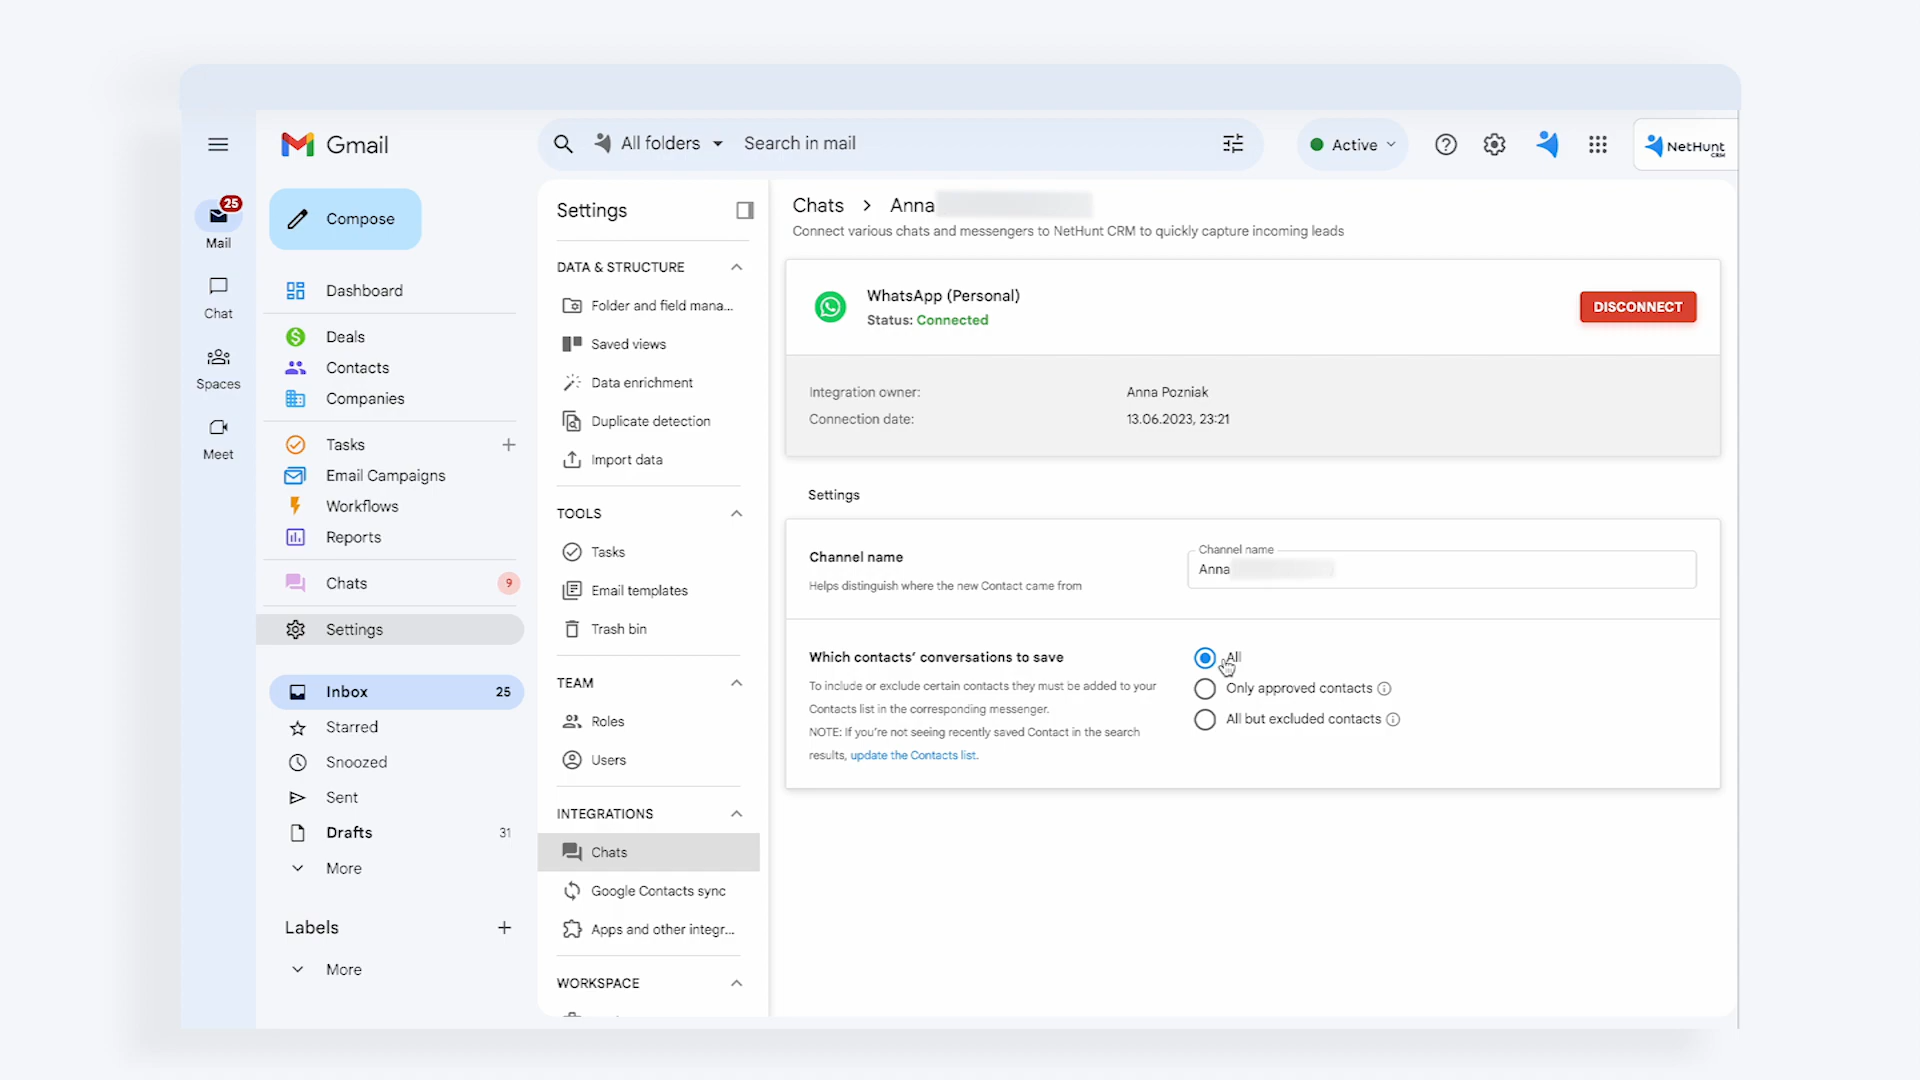 Gmail
All folders
Search in mail
Active
NetHunt
CRM
25
Mail
Chat
Spaces
Meet
Compose
Dashboard
Deals
Contacts
Companies
Tasks
Email Campaigns
Workflows
Reports
Chats 9
Settings
Inbox 25
Starred
Snoozed
Sent
Drafts 31
More
Labels
More
Settings
DATA & STRUCTURE
Folder and field mana...
Saved views
Data enrichment
Duplicate detection
Import data
TOOLS
Tasks
Email templates
Trash bin
TEAM
Roles
Users
INTEGRATIONS
Chats
Google Contacts sync
Apps and other integr...
WORKSPACE
Chats > Anna
Connect various chats and messengers to NetHunt CRM to quickly capture incoming leads
WhatsApp (Personal)
Status: Connected
DISCONNECT
Integration owner: Anna Pozniak
Connection date: 13.06.2023, 23:21
Settings
Channel name
Helps distinguish where the new Contact came from
Channel name
Anna
Which contacts' conversations to save
To include or exclude certain contacts they must be added to your
Contacts list in the corresponding messenger.
NOTE: If you're not seeing recently saved Contact in the search
results, update the Contacts list.
All
Only approved contacts
All but excluded contacts